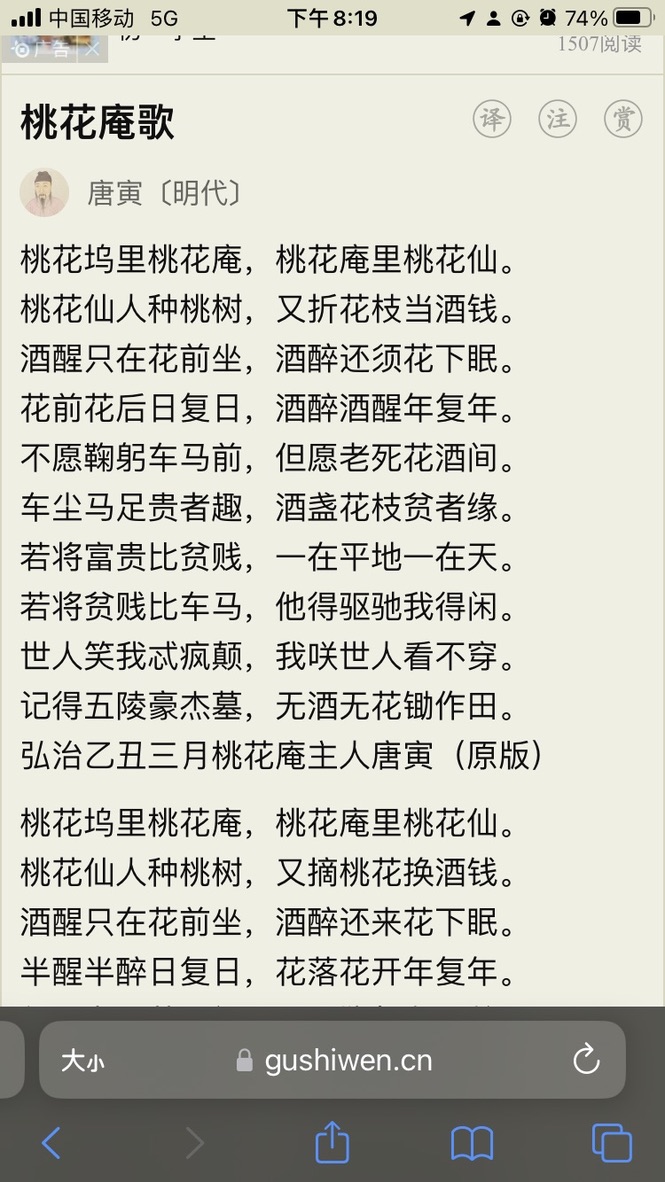 中国移动 5G 下午8:19 74%
广告
1507阅读
桃花庵歌 译 注 赏
唐寅〔明代〕
桃花坞里桃花庵，桃花庵里桃花仙。
桃花仙人种桃树，又折花枝当酒钱。
酒醒只在花前坐，酒醉还须花下眠。
花前花后日复日，酒醉酒醒年复年。
不愿鞠躬车马前，但愿老死花酒间。
车尘马足贵者趣，酒盏花枝贫者缘。
若将富贵比贫贱，一在平地一在天。
若将贫贱比车马，他得驱驰我得闲。
世人笑我忒疯颠，我咲世人看不穿。
记得五陵豪杰墓，无酒无花锄作田。
弘治乙丑三月桃花庵主人唐寅（原版）
桃花坞里桃花庵，桃花庵里桃花仙。
桃花仙人种桃树，又摘桃花换酒钱。
酒醒只在花前坐，酒醉还来花下眠。
半醒半醉日复日，花落花开年复年。
大小 gushiwen.cn